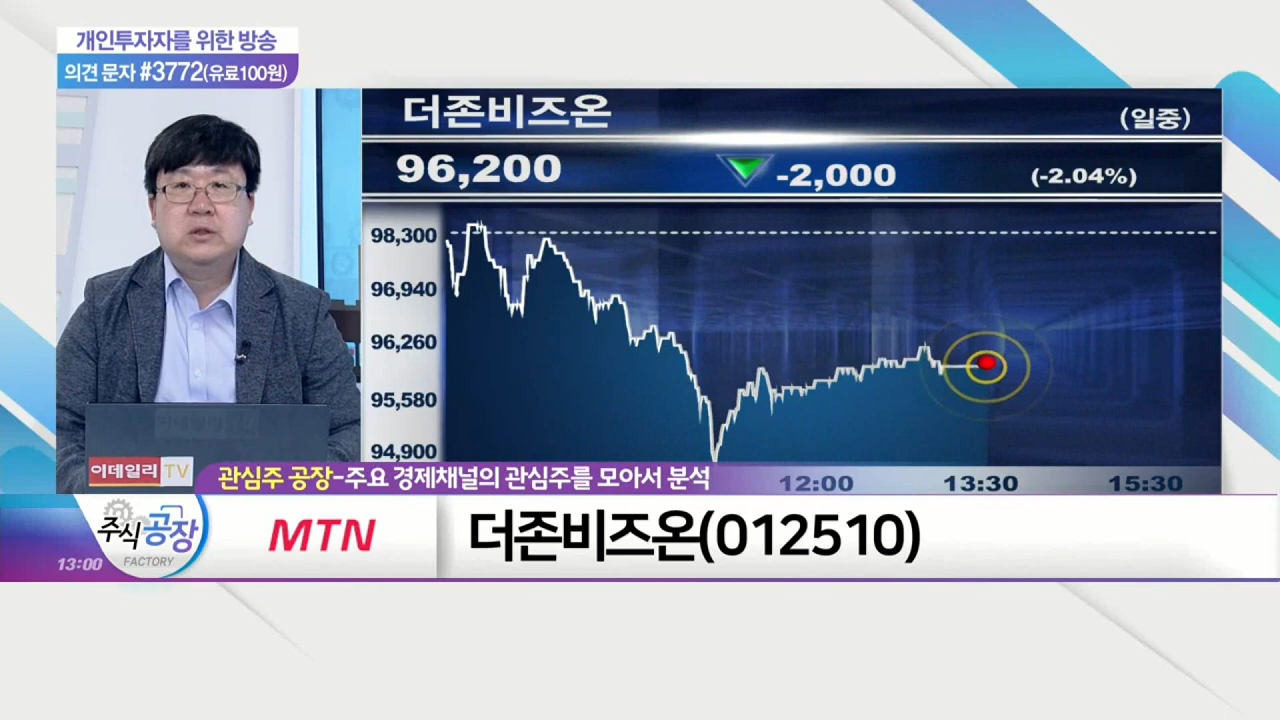 개인투자자를 위한 방송
의견 문자 #3772(유료100원)
더존비즈온
(일중)
96,200
-2,000
(-2.04%)
98,300
96,940
96,260
95,580
94,900
12:00
13:30
15:30
이데일리 TV
관심주 공장-주요 경제채널의 관심주를 모아서 분석
13:00
주식공장
FACTORY
MTN
더존비즈온(012510)